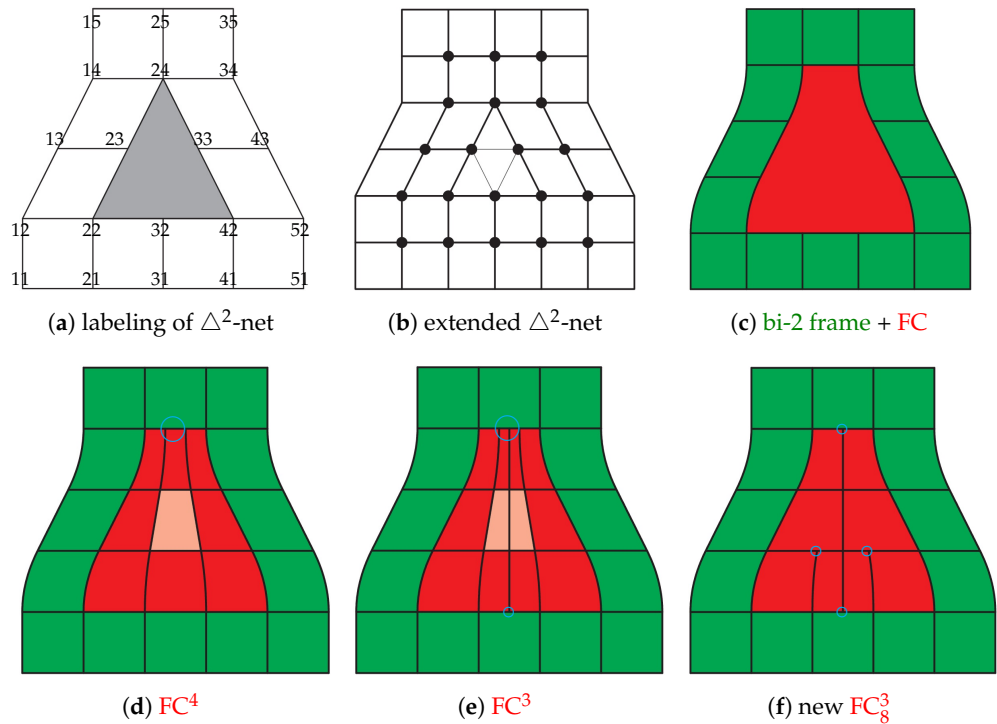 15 25 35
14 24 34
13 23 33 43
12 22 32 42 52
11 21 31 41 51
(a) labeling of △²-net
(b) extended △²-net
(c) bi-2 frame + FC
(d) FC⁴
(e) FC³
(f) new FC³₈